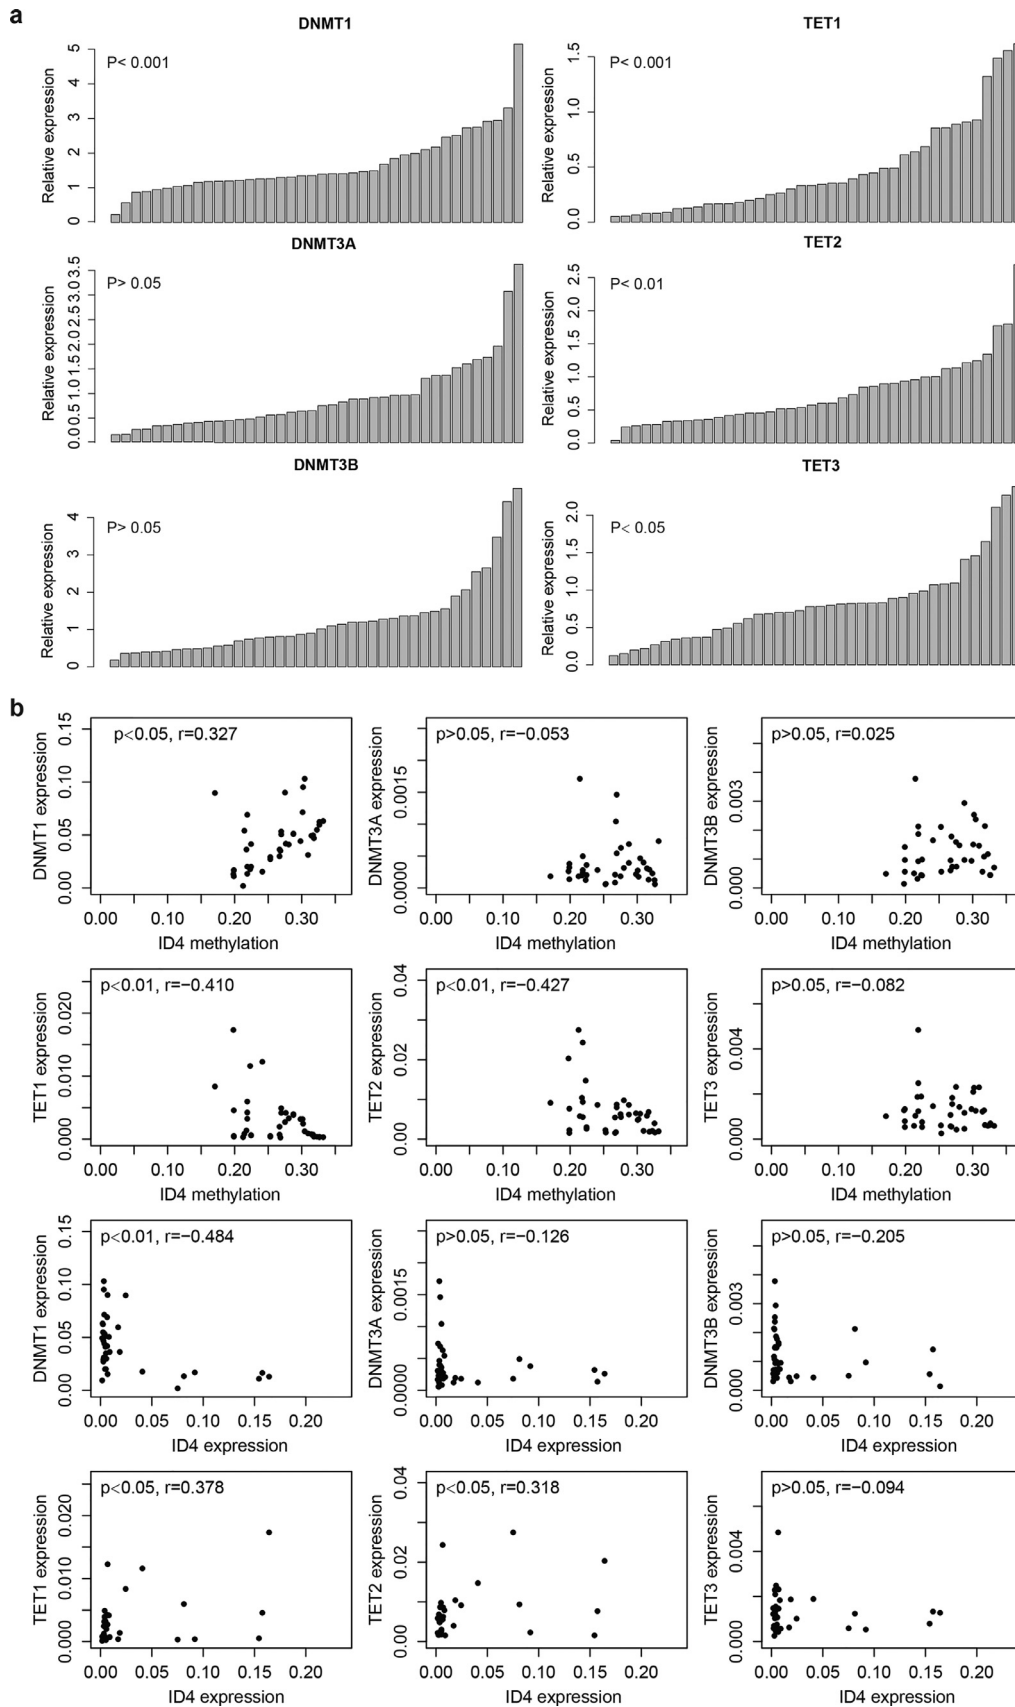 a
DNMT1
TET1
P< 0.001
P< 0.001
Relative expression
0 1 2 3 4 5
Relative expression
0.0 0.5 1.0 1.5
DNMT3A
TET2
P> 0.05
P< 0.01
Relative expression
0.0 0.5 1.0 1.5 2.0 2.5 3.0 3.5
Relative expression
0.0 0.5 1.0 1.5 2.0 2.5
DNMT3B
TET3
P> 0.05
P< 0.05
Relative expression
0 1 2 3 4
Relative expression
0.0 0.5 1.0 1.5 2.0
b
p<0.05, r=0.327
DNMT1 expression
0.00 0.05 0.10 0.15
0.00 0.10 0.20 0.30
ID4 methylation
p>0.05, r=−0.053
DNMT3A expression
0.0000 0.0015
0.00 0.10 0.20 0.30
ID4 methylation
p>0.05, r=0.025
DNMT3B expression
0.000 0.003
0.00 0.10 0.20 0.30
ID4 methylation
p<0.01, r=−0.410
TET1 expression
0.000 0.010 0.020
0.00 0.10 0.20 0.30
ID4 methylation
p<0.01, r=−0.427
TET2 expression
0.00 0.02 0.04
0.00 0.10 0.20 0.30
ID4 methylation
p>0.05, r=−0.082
TET3 expression
0.000 0.004
0.00 0.10 0.20 0.30
ID4 methylation
p<0.01, r=−0.484
DNMT1 expression
0.00 0.05 0.10 0.15
0.00 0.05 0.10 0.15 0.20
ID4 expression
p>0.05, r=−0.126
DNMT3A expression
0.0000 0.0015
0.00 0.05 0.10 0.15 0.20
ID4 expression
p>0.05, r=−0.205
DNMT3B expression
0.000 0.003
0.00 0.05 0.10 0.15 0.20
ID4 expression
p<0.05, r=0.378
TET1 expression
0.000 0.010 0.020
0.00 0.05 0.10 0.15 0.20
ID4 expression
p<0.05, r=0.318
TET2 expression
0.00 0.02 0.04
0.00 0.05 0.10 0.15 0.20
ID4 expression
p>0.05, r=−0.094
TET3 expression
0.000 0.004
0.00 0.05 0.10 0.15 0.20
ID4 expression